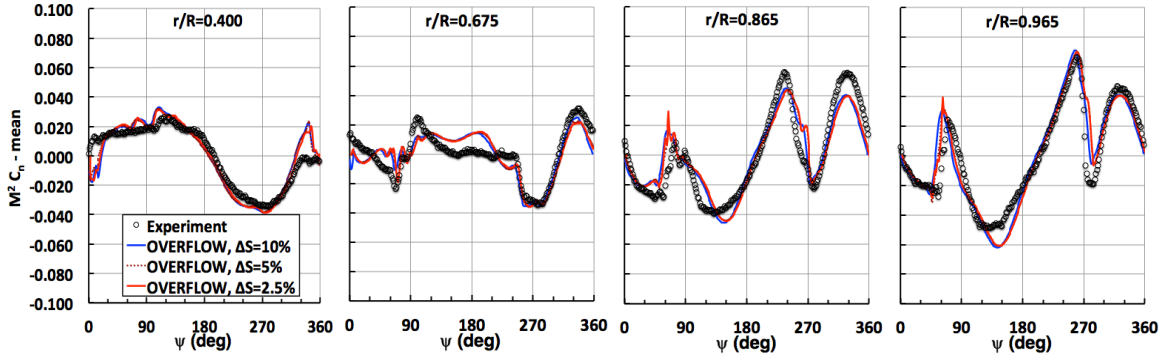 r/R=0.400 r/R=0.675 r/R=0.865 r/R=0.965
M² Cₙ - mean
0.100
0.080
0.060
0.040
0.020
0.000
-0.020
-0.040
-0.060
-0.080
-0.100
Experiment
OVERFLOW, ΔS=10%
OVERFLOW, ΔS=5%
OVERFLOW, ΔS=2.5%
0 90 180 270 360 0 90 180 270 360 0 90 180 270 360 0 90 180 270 360
ψ (deg) ψ (deg) ψ (deg) ψ (deg)